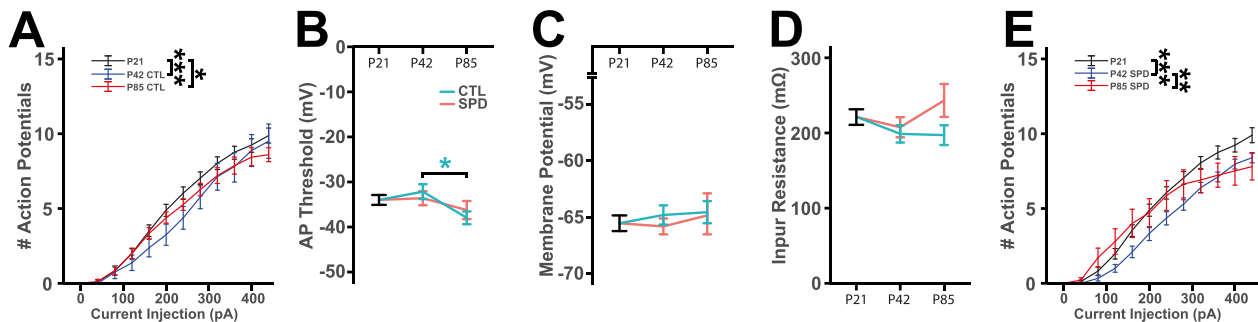 A
# Action Potentials
15
10
5
0
P21
P42 CTL
P85 CTL
***
*
0 100 200 300 400
Current Injection (pA)
B
AP Threshold (mV)
0
-10
-20
-30
-40
-50
P21 P42 P85
CTL
SPD
*
C
Membrane Potential (mV)
-55
-60
-65
-70
P21 P42 P85
D
Inpur Resistance (mΩ)
300
200
100
0
P21 P42 P85
E
# Action Potentials
15
10
5
0
P21
P42 SPD
P85 SPD
***
**
0 100 200 300 400
Current Injection (pA)